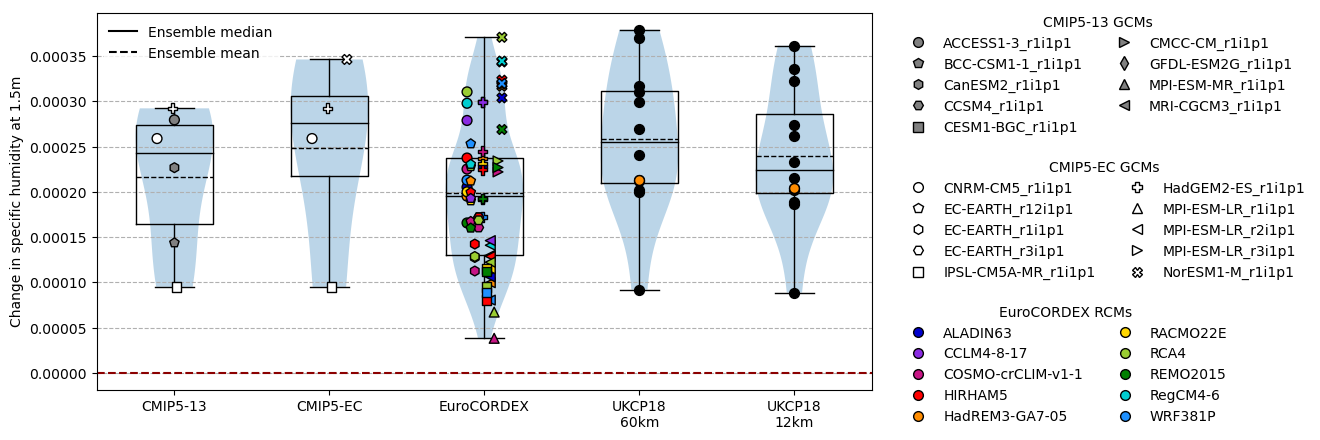 Change in specific humidity at 1.5m
0.00035
0.00030
0.00025
0.00020
0.00015
0.00010
0.00005
0.00000
Ensemble median
Ensemble mean
CMIP5-13
CMIP5-EC
EuroCORDEX
UKCP18
60km
UKCP18
12km
CMIP5-13 GCMs
ACCESS1-3_r1i1p1
BCC-CSM1-1_r1i1p1
CanESM2_r1i1p1
CCSM4_r1i1p1
CESM1-BGC_r1i1p1
CMCC-CM_r1i1p1
GFDL-ESM2G_r1i1p1
MPI-ESM-MR_r1i1p1
MRI-CGCM3_r1i1p1
CMIP5-EC GCMs
CNRM-CM5_r1i1p1
EC-EARTH_r12i1p1
EC-EARTH_r1i1p1
EC-EARTH_r3i1p1
IPSL-CM5A-MR_r1i1p1
HadGEM2-ES_r1i1p1
MPI-ESM-LR_r1i1p1
MPI-ESM-LR_r2i1p1
MPI-ESM-LR_r3i1p1
NorESM1-M_r1i1p1
EuroCORDEX RCMs
ALADIN63
CCLM4-8-17
COSMO-crCLIM-v1-1
HIRHAM5
HadREM3-GA7-05
RACMO22E
RCA4
REMO2015
RegCM4-6
WRF381P